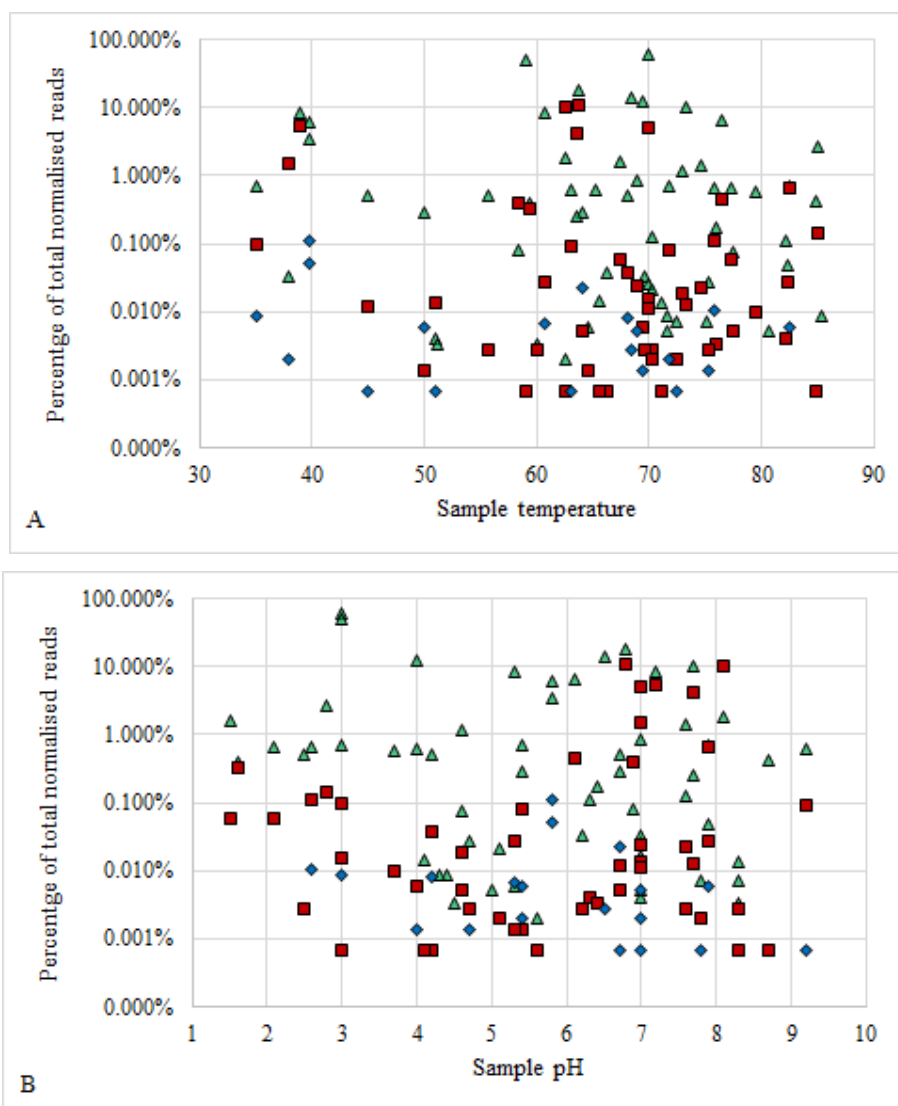 100.000%
10.000%
1.000%
0.100%
0.010%
0.001%
0.000%
Percentge of total normalised reads
30 40 50 60 70 80 90
Sample temperature
A
100.000%
10.000%
1.000%
0.100%
0.010%
0.001%
0.000%
Percentage of total normalised reads
1 2 3 4 5 6 7 8 9 10
Sample pH
B